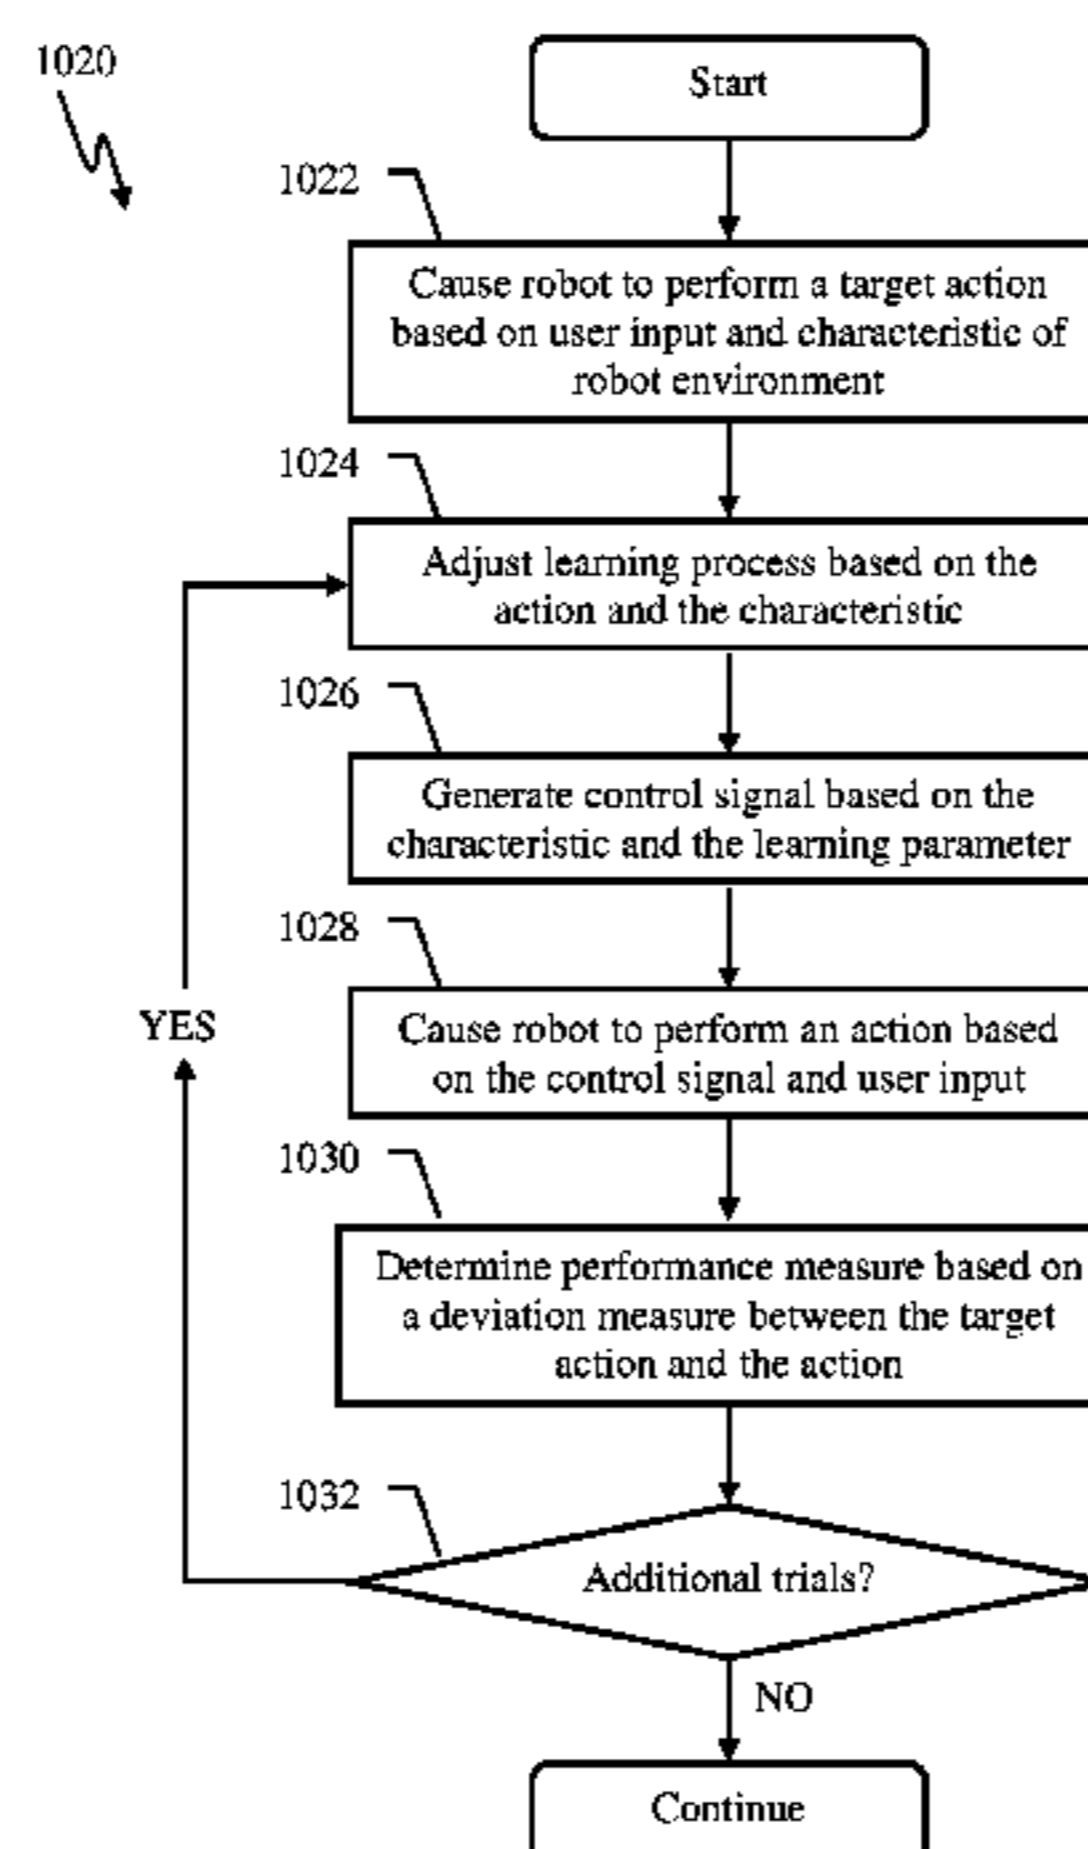 1020
Start
1022
Cause robot to perform a target action
based on user input and characteristic of
robot environment
1024
Adjust learning process based on the
action and the characteristic
1026
Generate control signal based on the
characteristic and the learning parameter
1028
Cause robot to perform an action based
on the control signal and user input
YES
1030
Determine performance measure based on
a deviation measure between the target
action and the action
1032
Additional trials?
NO
Continue